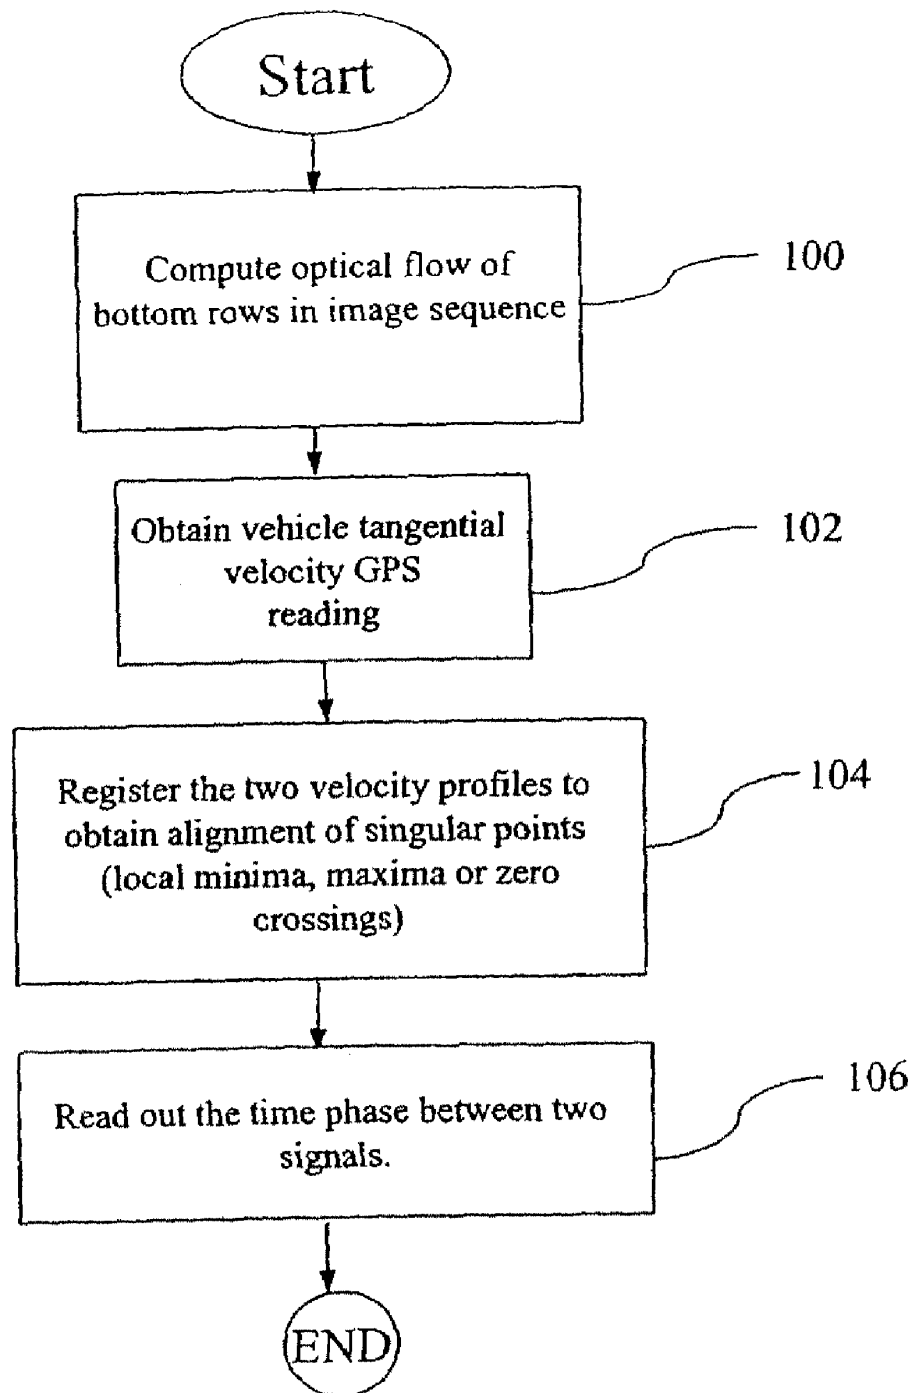 Start
Compute optical flow of
bottom rows in image sequence
100
Obtain vehicle tangential
velocity GPS
reading
102
Register the two velocity profiles to
obtain alignment of singular points
(local minima, maxima or zero
crossings)
104
Read out the time phase between two
signals.
106
END